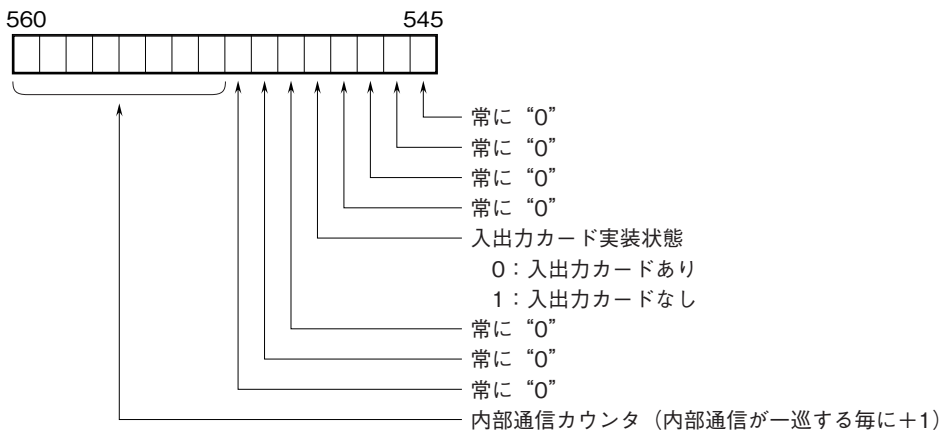 560 545
常に “0”
常に “0”
常に “0”
常に “0”
入出力カード実装状態
0：入出力カードあり
1：入出力カードなし
常に “0”
常に “0”
常に “0”
内部通信カウンタ（内部通信が一巡する毎に＋1）